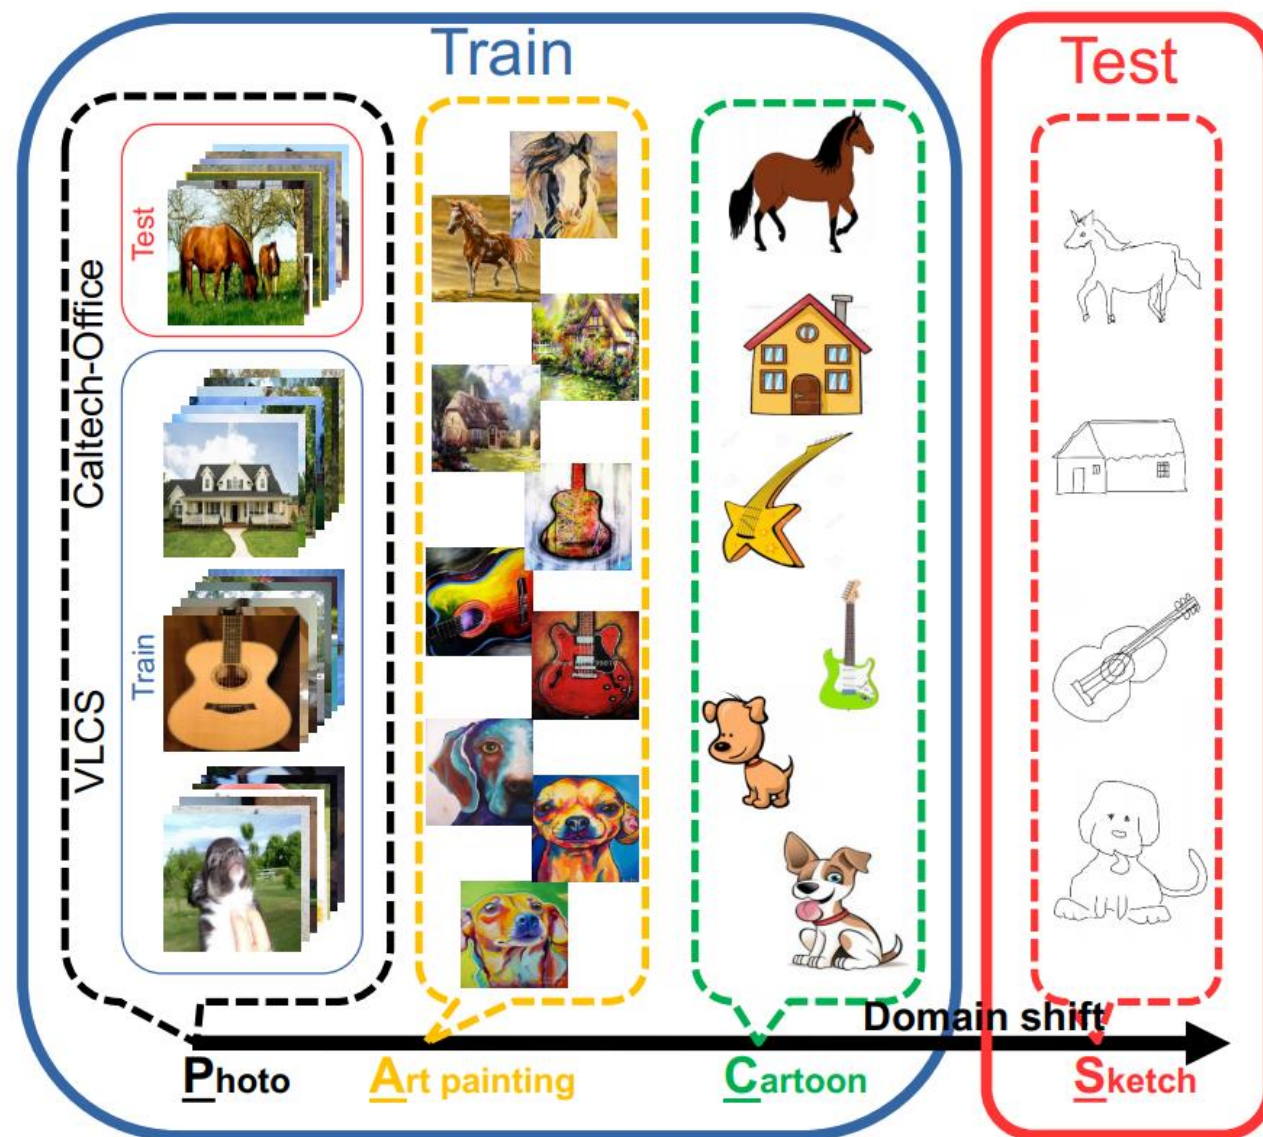 Train
Test
Caltech-Office
VLCS
Test
Train
Domain shift
Photo
Art painting
Cartoon
Sketch